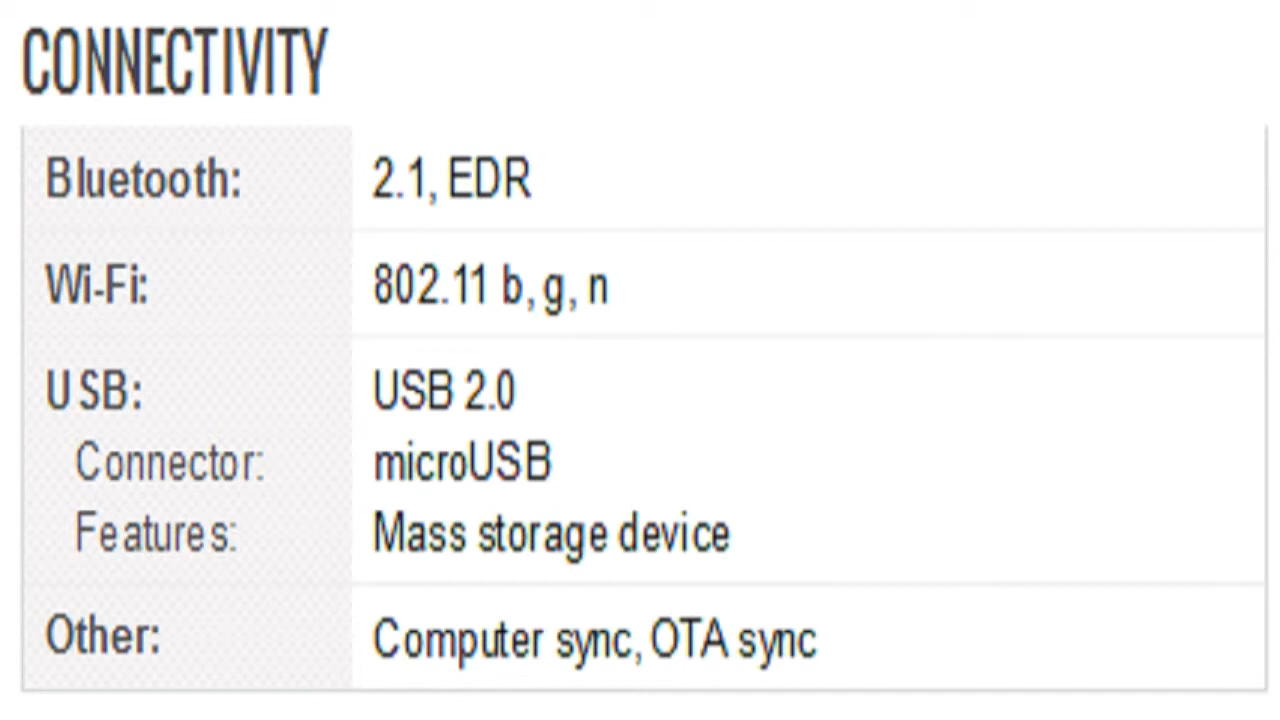 CONNECTIVITY
Bluetooth: 2.1, EDR
Wi-Fi: 802.11 b, g, n
USB: USB 2.0
Connector: microUSB
Features: Mass storage device
Other: Computer sync, OTA sync